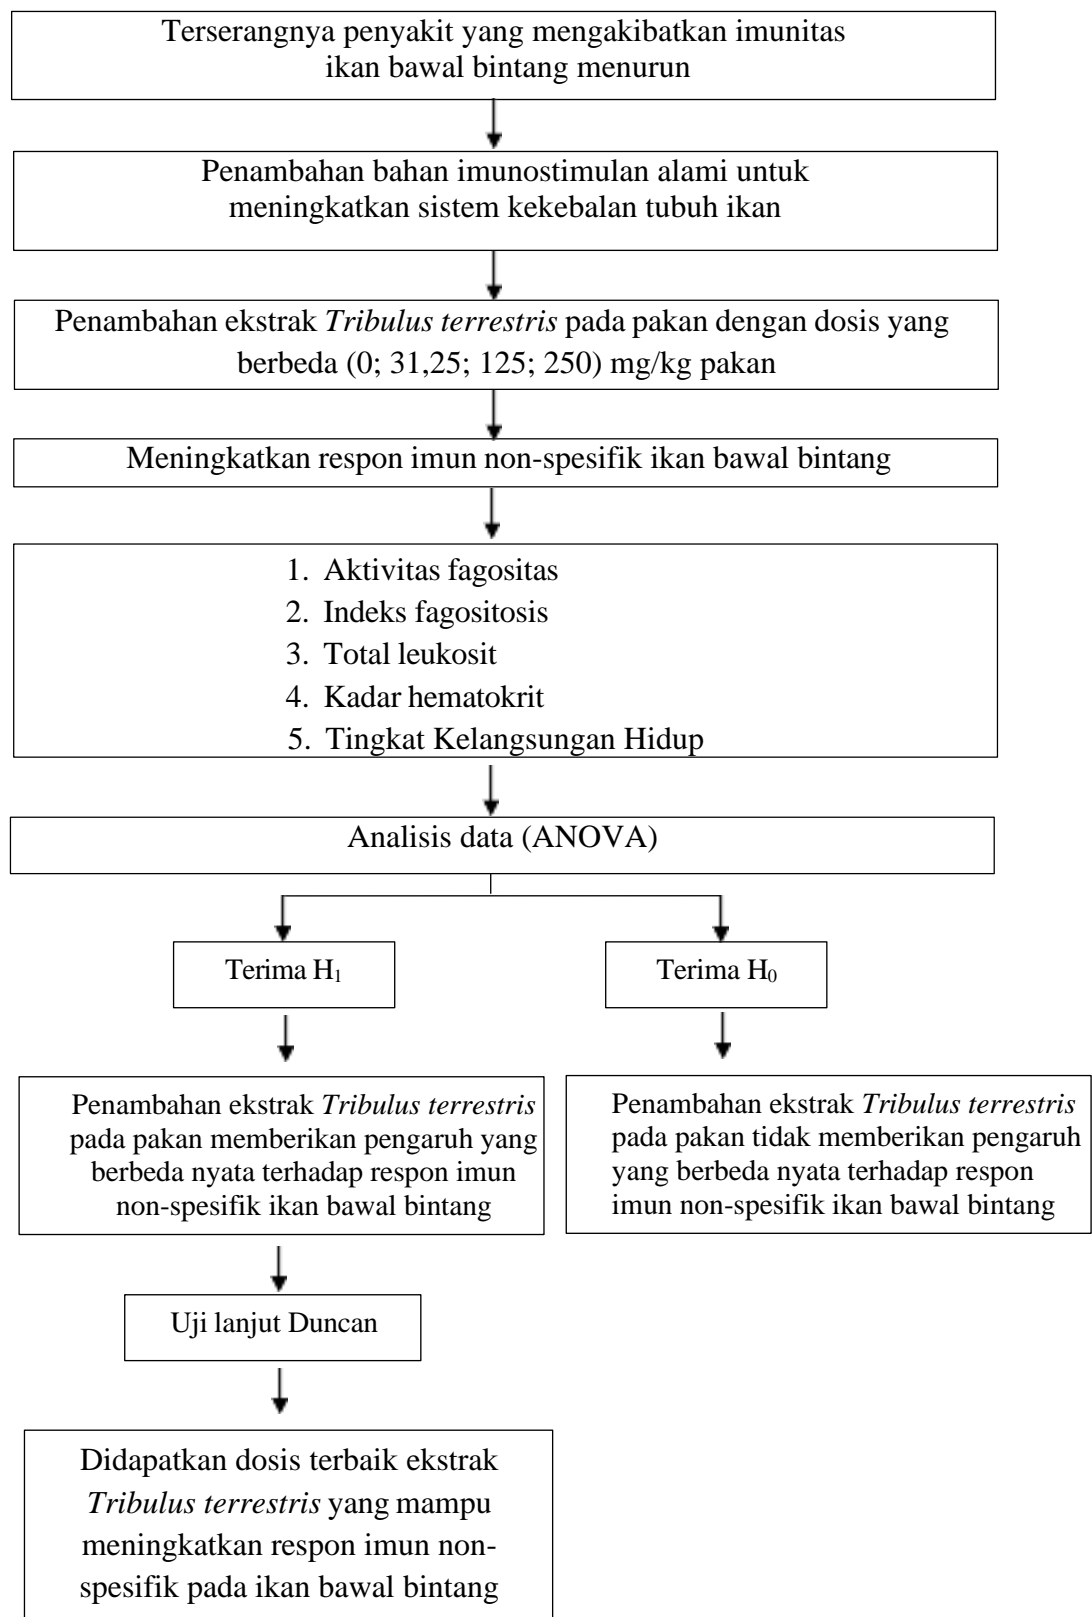 Terserangnya penyakit yang mengakibatkan imunitas
ikan bawal bintang menurun
Penambahan bahan imunostimulan alami untuk
meningkatkan sistem kekebalan tubuh ikan
Penambahan ekstrak Tribulus terrestris pada pakan dengan dosis yang
berbeda (0; 31,25; 125; 250) mg/kg pakan
Meningkatkan respon imun non-spesifik ikan bawal bintang
1. Aktivitas fagositas
2. Indeks fagositosis
3. Total leukosit
4. Kadar hematokrit
5. Tingkat Kelangsungan Hidup
Analisis data (ANOVA)
Terima H₁
Terima H₀
Penambahan ekstrak Tribulus terrestris
pada pakan memberikan pengaruh yang
berbeda nyata terhadap respon imun
non-spesifik ikan bawal bintang
Penambahan ekstrak Tribulus terrestris
pada pakan tidak memberikan pengaruh
yang berbeda nyata terhadap respon
imun non-spesifik ikan bawal bintang
Uji lanjut Duncan
Didapatkan dosis terbaik ekstrak
Tribulus terrestris yang mampu
meningkatkan respon imun non-
spesifik pada ikan bawal bintang